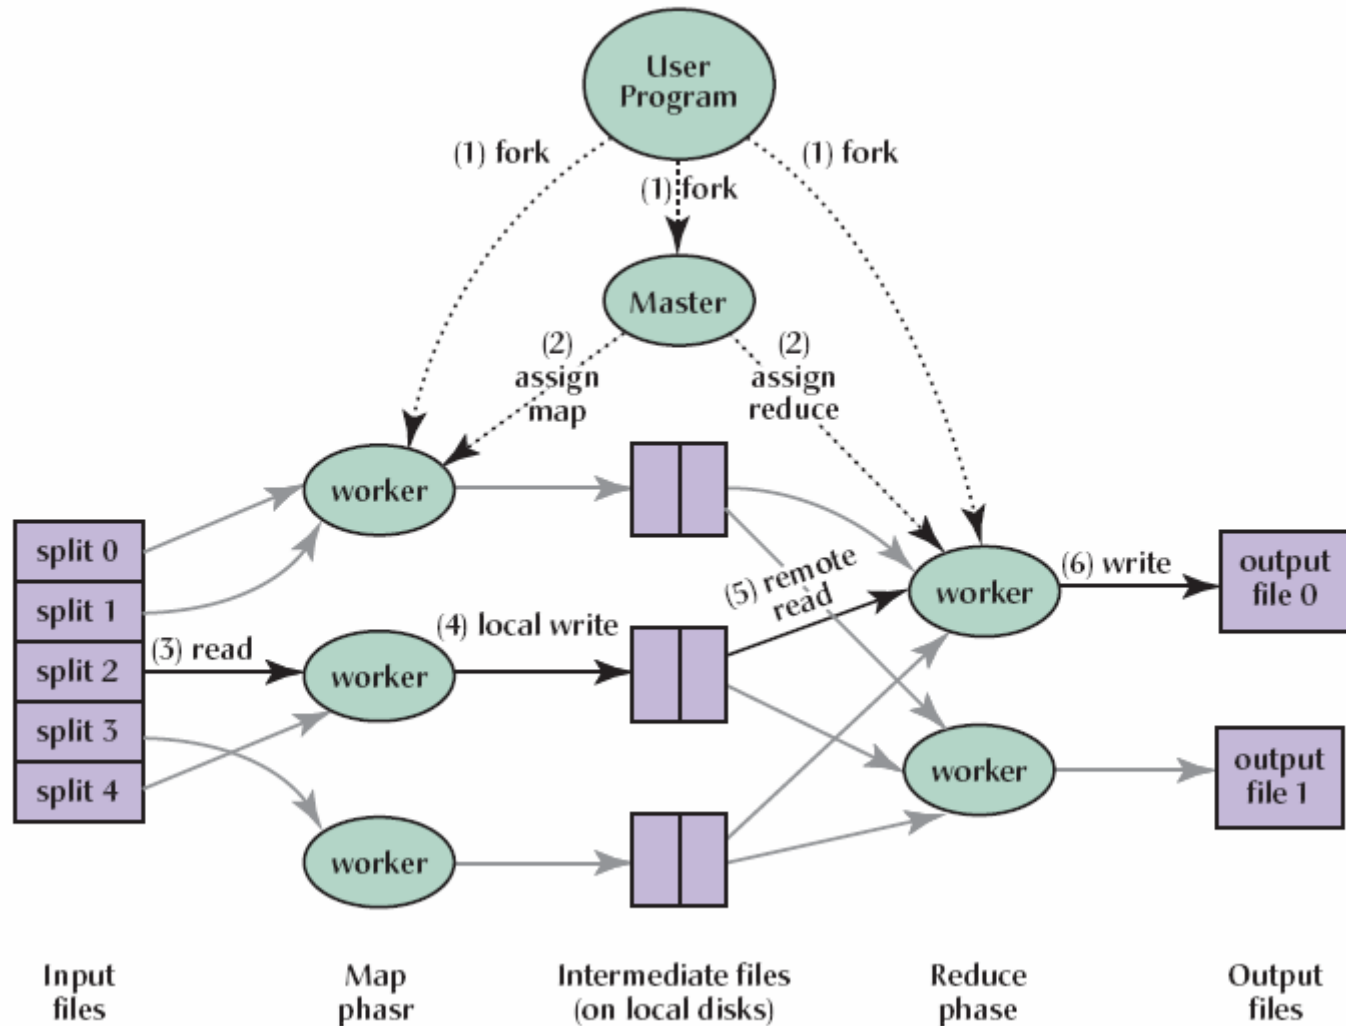 User
Program
(1) fork
(1) fork
(1) fork
Master
(2)
assign
map
(2)
assign
reduce
worker
split 0
split 1
split 2
split 3
split 4
(3) read
worker
(4) local write
worker
(5) remote
read
worker
(6) write
output
file 0
worker
output
file 1
Input
files
Map
phasr
Intermediate files
(on local disks)
Reduce
phase
Output
files